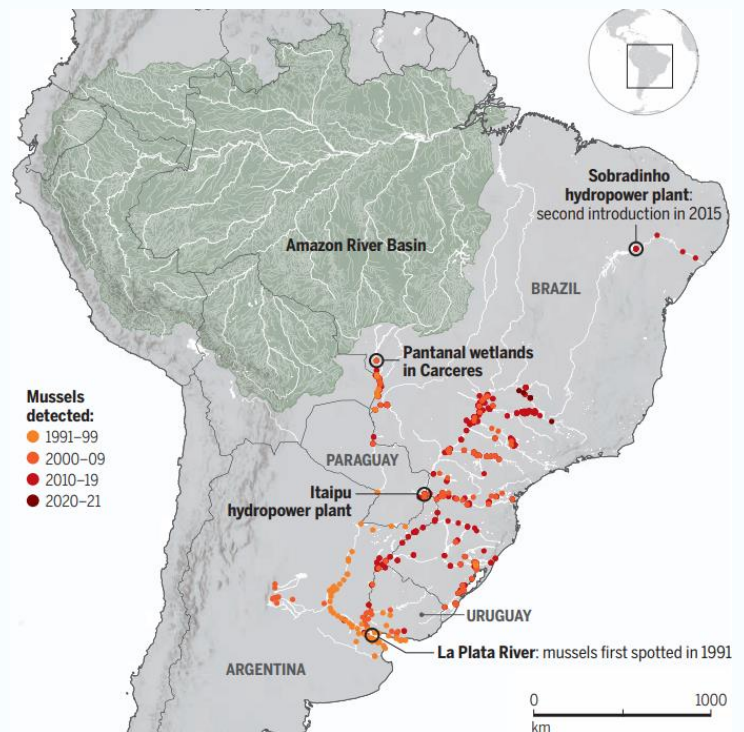 Sobradinho
hydropower plant:
second introduction in 2015
Amazon River Basin
BRAZIL
Pantanal wetlands
in Carceres
Mussels
detected:
1991–99
2000–09
2010–19
2020–21
PARAGUAY
Itaipu
hydropower plant
URUGUAY
La Plata River: mussels first spotted in 1991
ARGENTINA
0 1000
km